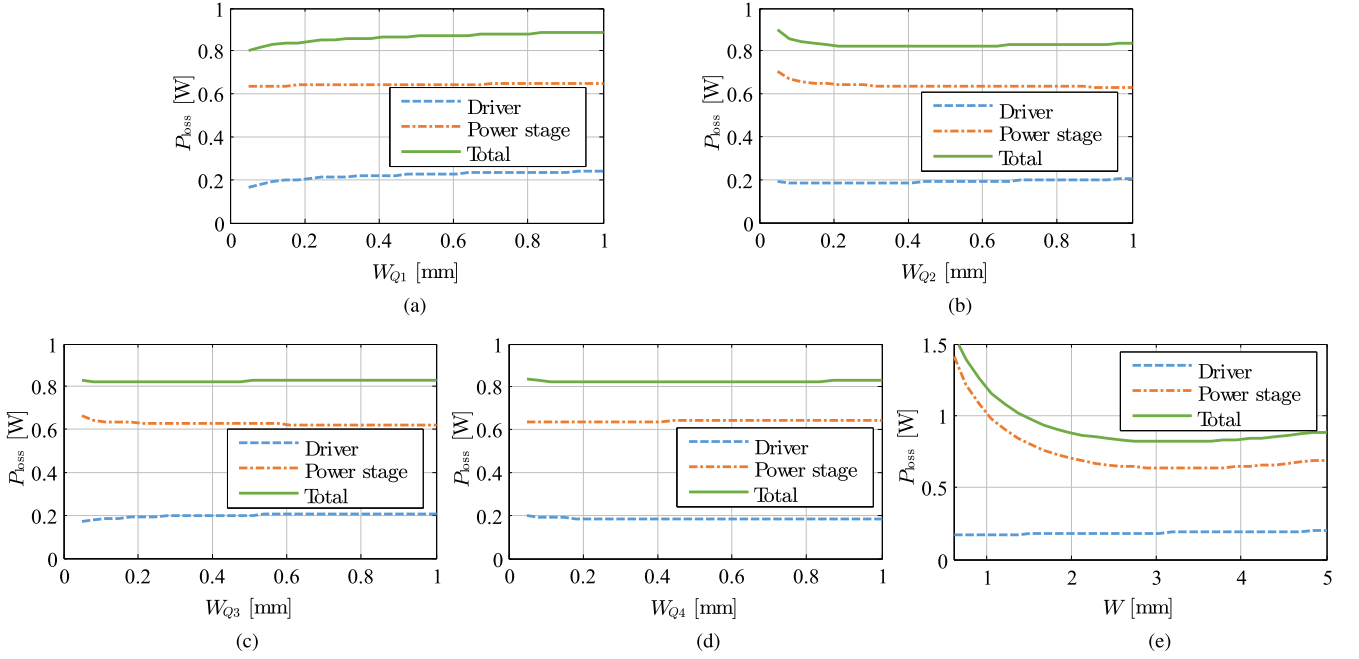 1
0.8
0.6
0.4
0.2
0
P_loss [W]
Driver
Power stage
Total
0 0.2 0.4 0.6 0.8 1
W_Q1 [mm]
(a)
1
0.8
0.6
0.4
0.2
0
P_loss [W]
Driver
Power stage
Total
0 0.2 0.4 0.6 0.8 1
W_Q2 [mm]
(b)
1
0.8
0.6
0.4
0.2
0
P_loss [W]
Driver
Power stage
Total
0 0.2 0.4 0.6 0.8 1
W_Q3 [mm]
(c)
1
0.8
0.6
0.4
0.2
0
P_loss [W]
Driver
Power stage
Total
0 0.2 0.4 0.6 0.8 1
W_Q4 [mm]
(d)
1.5
1
0.5
0
P_loss [W]
Driver
Power stage
Total
1 2 3 4 5
W [mm]
(e)